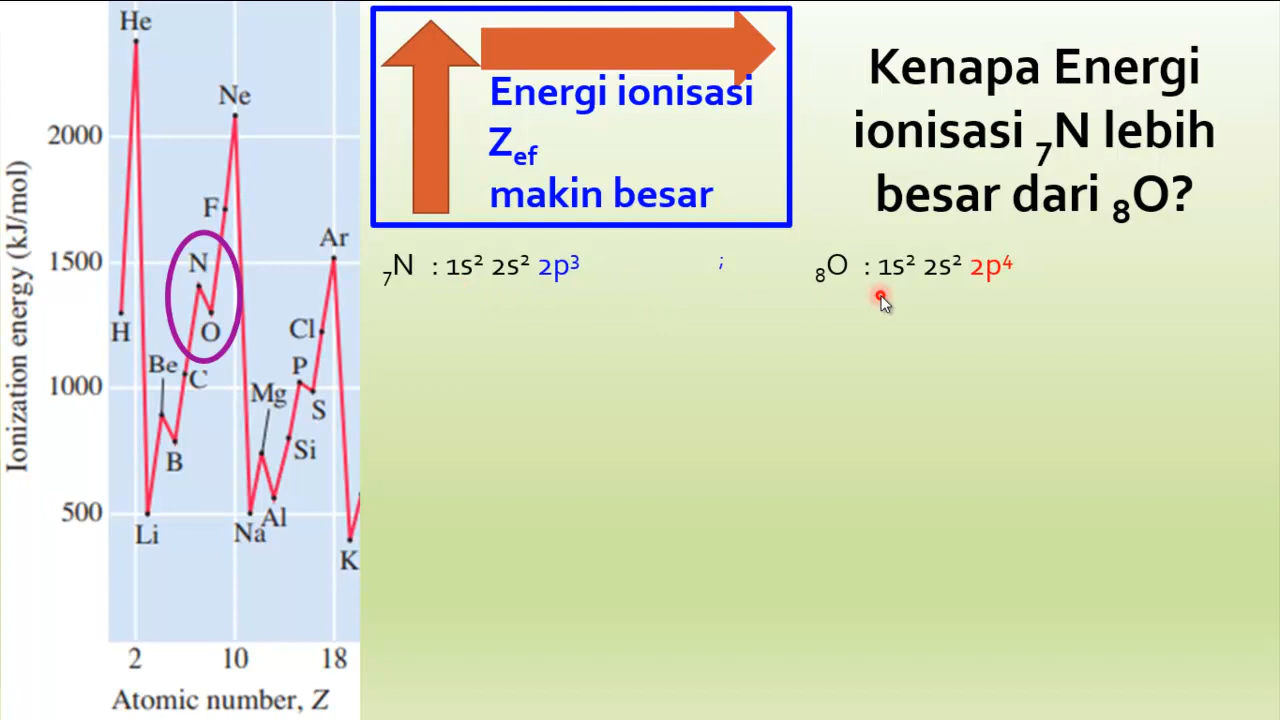 Ionization energy (kJ/mol)
2000
1500
1000
500
He
Ne
F
Ar
N
H
O
Cl
Be
C
P
Mg
S
B
Si
Li
Na
Al
K
2 10 18
Atomic number, Z
Energi ionisasi
Z_ef
makin besar
Kenapa Energi
ionisasi ₇N lebih
besar dari ₈O?
₇N : 1s² 2s² 2p³ ; ₈O : 1s² 2s² 2p⁴